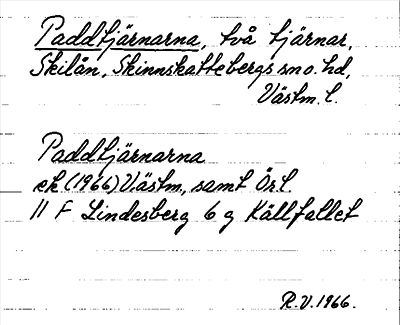 Paddtjärnarna, två tjärnar,
Skilån, Skinnskattebergs sn o. hd,
Västm. l.
Paddtjärnarna
ek (1966) Västm, samt Ör.l.
11 F Lindesberg 6 g Källfallet
R.V. 1966.